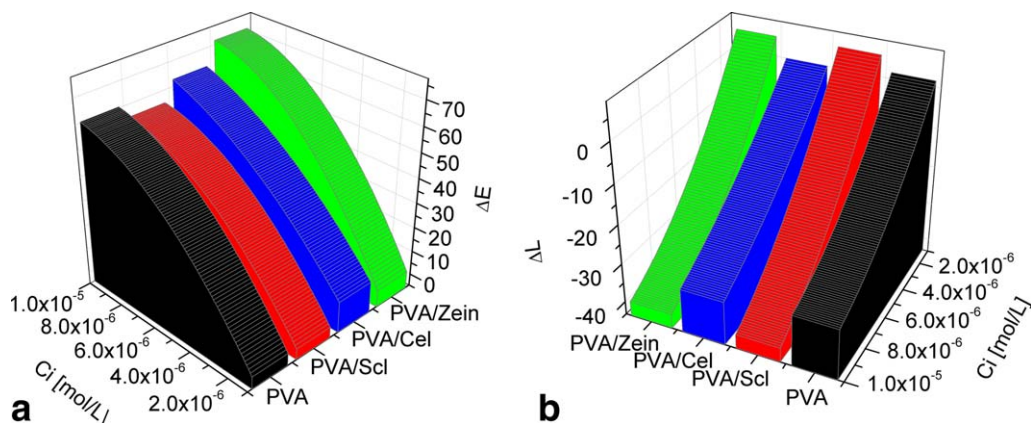 70
60
50
40
30
20
10
0
ΔE
1.0x10⁻⁵
8.0x10⁻⁶
6.0x10⁻⁶
4.0x10⁻⁶
2.0x10⁻⁶
Ci [mol/L]
PVA/Zein
PVA/Cel
PVA/Scl
PVA
a
0
-10
-20
-30
-40
ΔL
PVA/Zein
PVA/Cel
PVA/Scl
PVA
2.0x10⁻⁶
4.0x10⁻⁶
6.0x10⁻⁶
8.0x10⁻⁶
1.0x10⁻⁵
Ci [mol/L]
b